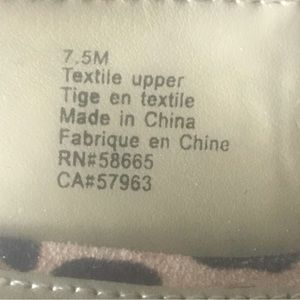 7.5M
Textile upper
Tige en textile
Made in China
Fabrique en Chine
RN#58665
CA#57963